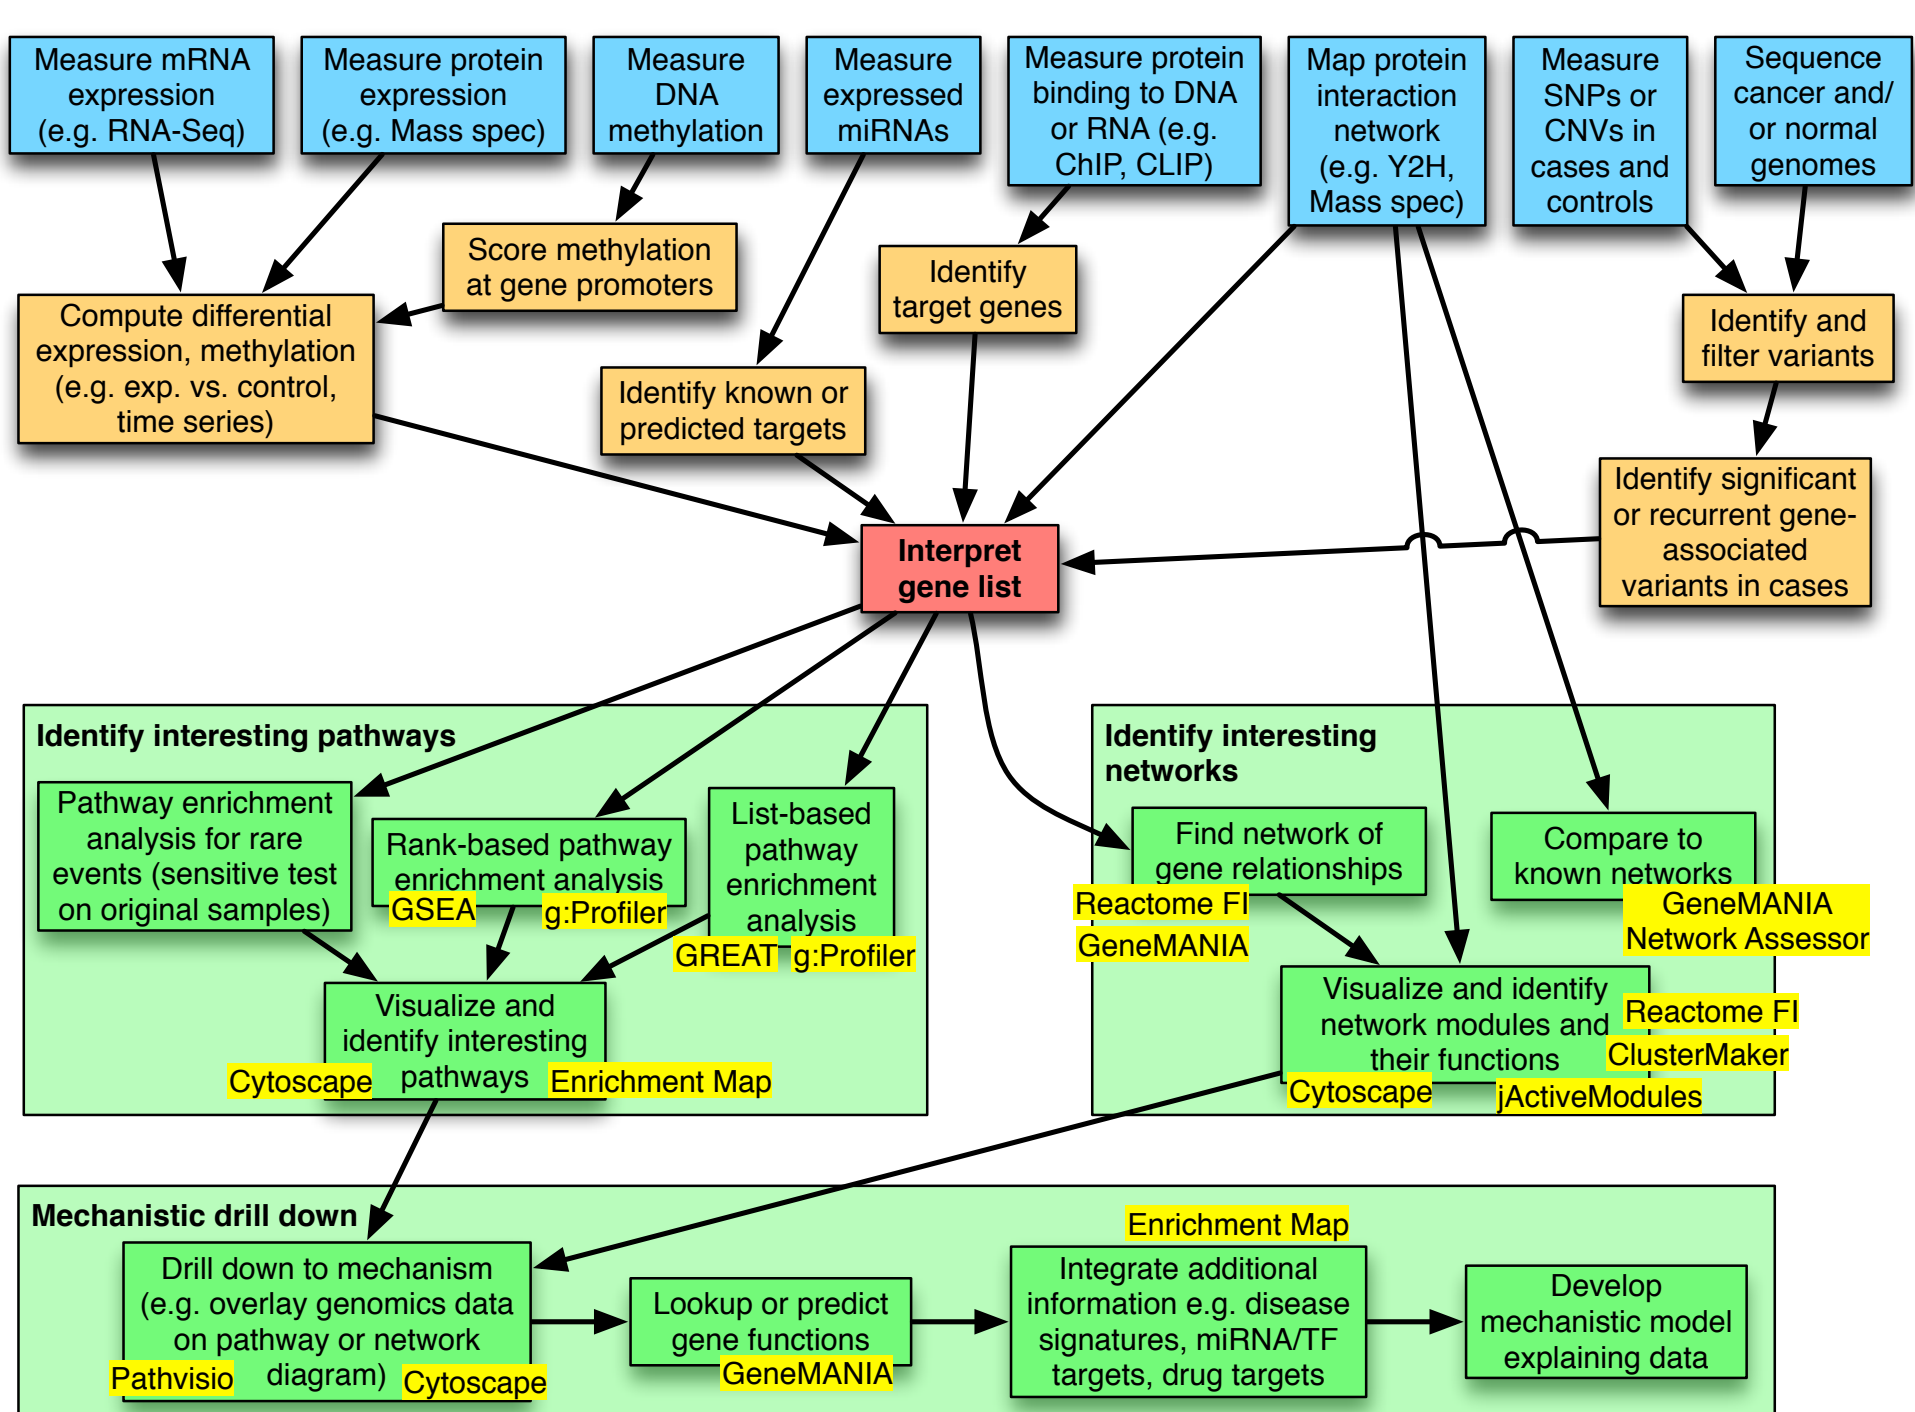 Measure mRNA
expression
(e.g. RNA-Seq)
Measure protein
expression
(e.g. Mass spec)
Measure
DNA
methylation
Measure
expressed
miRNAs
Measure protein
binding to DNA
or RNA (e.g.
ChIP, CLIP)
Map protein
interaction
network
(e.g. Y2H,
Mass spec)
Measure
SNPs or
CNVs in
cases and
controls
Sequence
cancer and/
or normal
genomes
Score methylation
at gene promoters
Identify
target genes
Compute differential
expression, methylation
(e.g. exp. vs. control,
time series)
Identify known or
predicted targets
Identify and
filter variants
Identify significant
or recurrent gene-
associated
variants in cases
Interpret
gene list
Identify interesting pathways
Pathway enrichment
analysis for rare
events (sensitive test
on original samples)
Rank-based pathway
enrichment analysis
GSEA
g:Profiler
List-based
pathway
enrichment
analysis
GREAT
g:Profiler
Visualize and
identify interesting
pathways
Cytoscape
Enrichment Map
Identify interesting
networks
Find network of
gene relationships
Reactome FI
GeneMANIA
Compare to
known networks
GeneMANIA
Network Assessor
Visualize and identify
network modules and
their functions
Reactome FI
ClusterMaker
Cytoscape
jActiveModules
Mechanistic drill down
Drill down to mechanism
(e.g. overlay genomics data
on pathway or network
diagram)
Pathvisio
Cytoscape
Lookup or predict
gene functions
GeneMANIA
Enrichment Map
Integrate additional
information e.g. disease
signatures, miRNA/TF
targets, drug targets
Develop
mechanistic model
explaining data